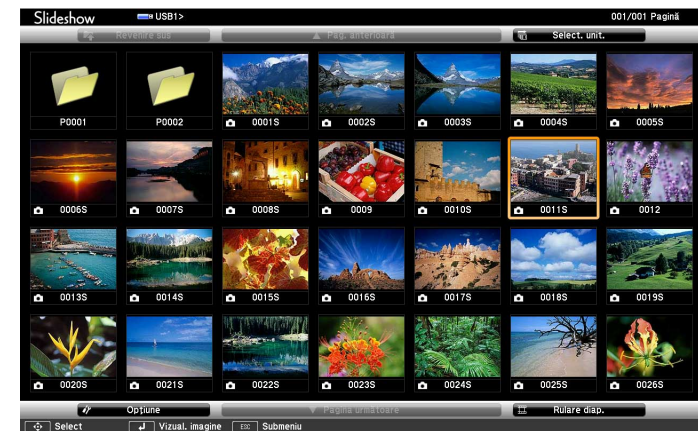 Slideshow USB1> 001/001 Pagină
Revenire sus ▲ Pag. anterioară Select. unit.
P0001 P0002 0001S 0002S 0003S 0004S 0005S
0006S 0007S 0008S 0009 0010S 0011S 0012
0013S 0014S 0015S 0016S 0017S 0018S 0019S
0020S 0021S 0022S 0023S 0024S 0025S 0026S
Opţiune ▼ Pagina următoare Rulare diap.
Select Vizual. imagine ESC Submeniu